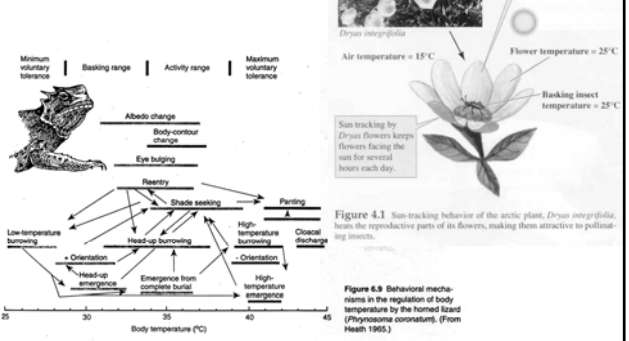 Minimum
voluntary
tolerance
Basking range
Activity range
Maximum
voluntary
tolerance
Albedo change
Body-contour
change
Eye bulging
Reentry
Shade seeking
Panting
Low-temperature
burrowing
Head-up burrowing
High-
temperature
burrowing
Cloacal
discharge
+ Orientation
- Orientation
Head-up
emergence
Emergence from
complete burial
High-
temperature
emergence
25
30
35
40
45
Body temperature (°C)
Dryas integrifolia
Air temperature = 15°C
Flower temperature = 25°C
Basking insect
temperature = 25°C
Sun tracking by
Dryas flowers keeps
flowers facing the
sun for several
hours each day.
Figure 4.1 Sun-tracking behavior of the arctic plant, Dryas integrifolia,
heats the reproductive parts of its flowers, making them attractive to pollinat-
ing insects.
Figure 6.9 Behavioral mecha-
nisms in the regulation of body
temperature by the horned lizard
(Phrynosoma coronatum). (From
Heath 1965.)